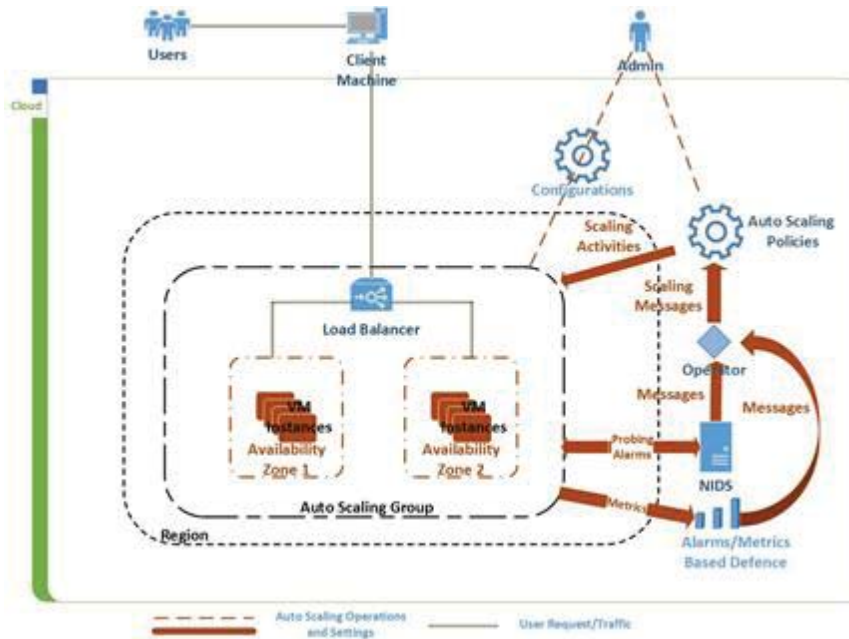 Users
Client
Machine
Admin
Cloud
Configurations
Auto Scaling
Policies
Scaling
Activities
Scaling
Messages
Load Balancer
Operator
VM
Instances
Availability
Zone 1
VM
Instances
Availability
Zone 2
Messages
Messages
Probing
Alarms
NIDS
Metrics
Auto Scaling Group
Region
Alarms/Metrics
Based Defence
Auto Scaling Operations
and Settings
User Request/Traffic